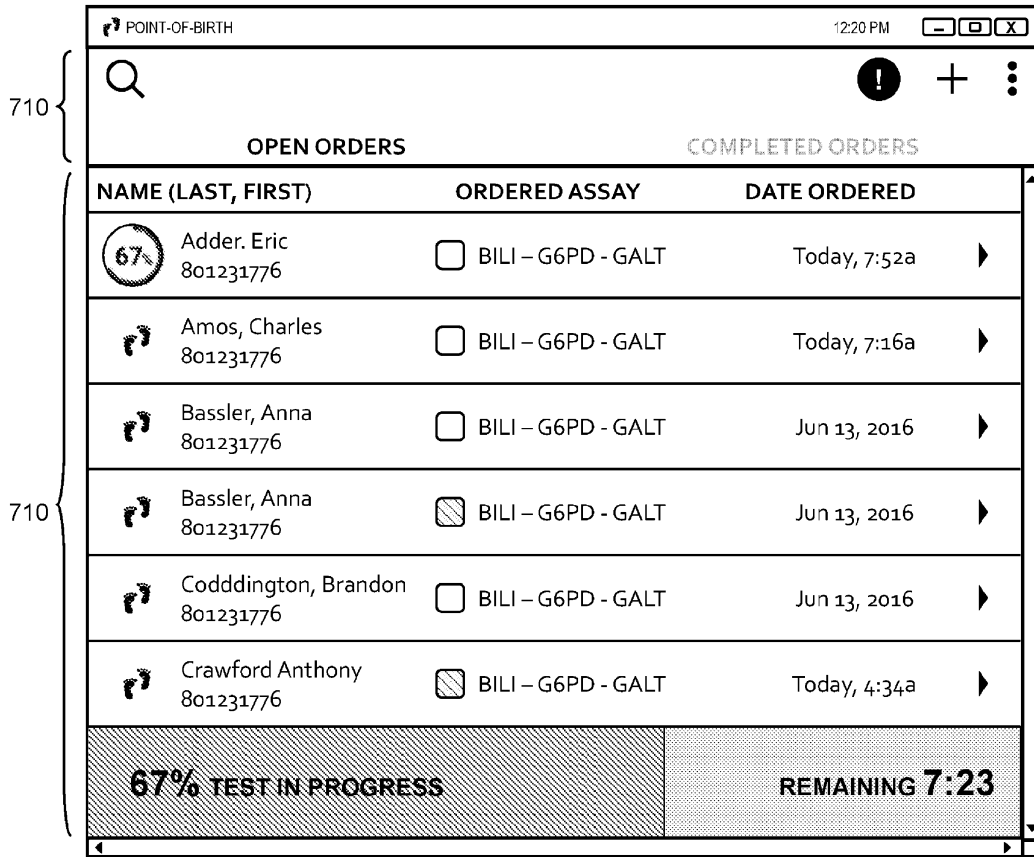 POINT-OF-BIRTH 12:20 PM X
710
!
OPEN ORDERS COMPLETED ORDERS
NAME (LAST, FIRST) ORDERED ASSAY DATE ORDERED
67%
Adder. Eric
801231776
BILI – G6PD - GALT Today, 7:52a
Amos, Charles
801231776
BILI – G6PD - GALT Today, 7:16a
Bassler, Anna
801231776
BILI – G6PD - GALT Jun 13, 2016
710
Bassler, Anna
801231776
BILI – G6PD - GALT Jun 13, 2016
Codddington, Brandon
801231776
BILI – G6PD - GALT Jun 13, 2016
Crawford Anthony
801231776
BILI – G6PD - GALT Today, 4:34a
67% TEST IN PROGRESS REMAINING 7:23